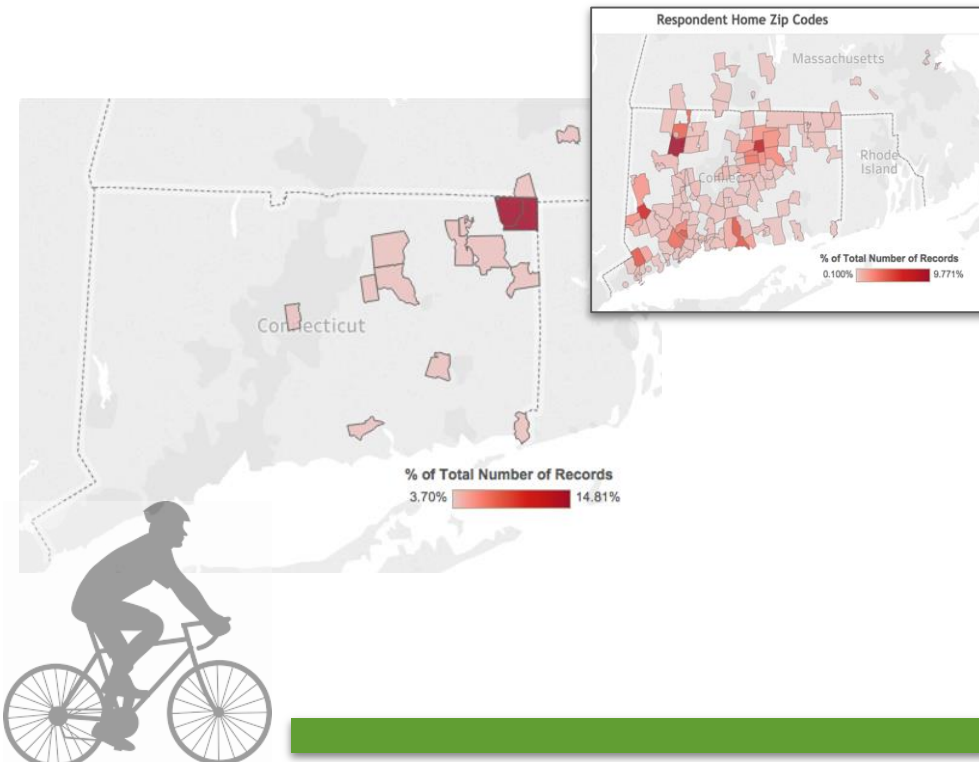 Respondent Home Zip Codes
Massachusetts
Rhode
Island
% of Total Number of Records
0.100%
9.771%
Connecticut
% of Total Number of Records
3.70%
14.81%